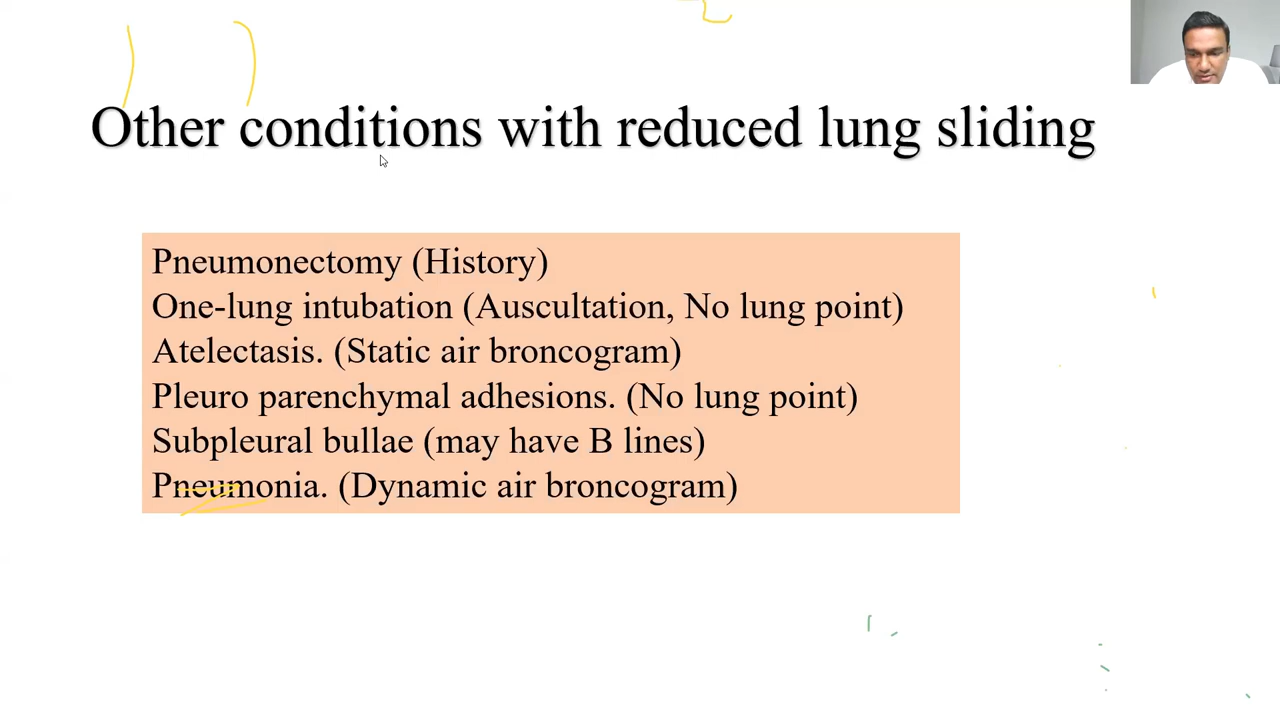 Other conditions with reduced lung sliding
Pneumonectomy (History)
One-lung intubation (Auscultation, No lung point)
Atelectasis. (Static air broncogram)
Pleuro parenchymal adhesions. (No lung point)
Subpleural bullae (may have B lines)
Pneumonia. (Dynamic air broncogram)